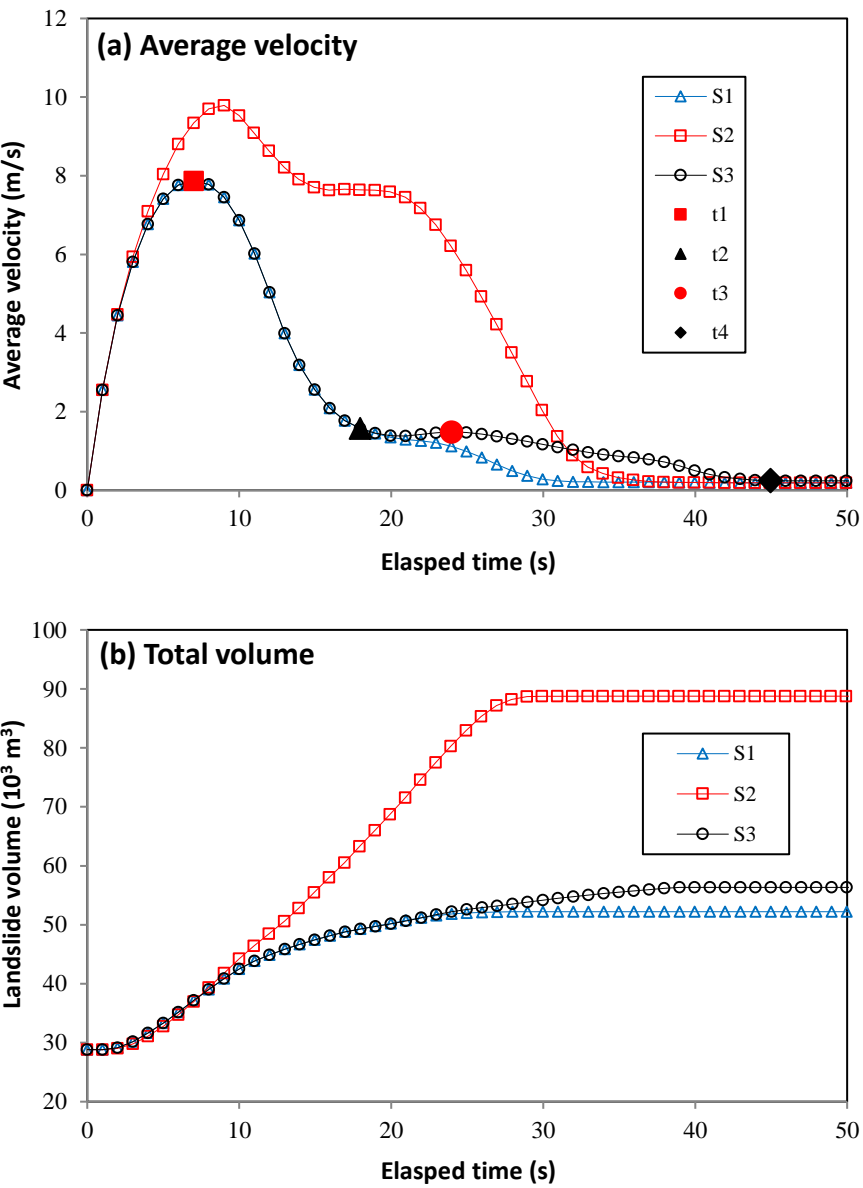 (a) Average velocity
12
10
8
6
4
2
0
Average velocity (m/s)
S1
S2
S3
t1
t2
t3
t4
0 10 20 30 40 50
Elasped time (s)
(b) Total volume
100
90
80
70
60
50
40
30
20
Landslide volume (10³ m³)
S1
S2
S3
0 10 20 30 40 50
Elasped time (s)